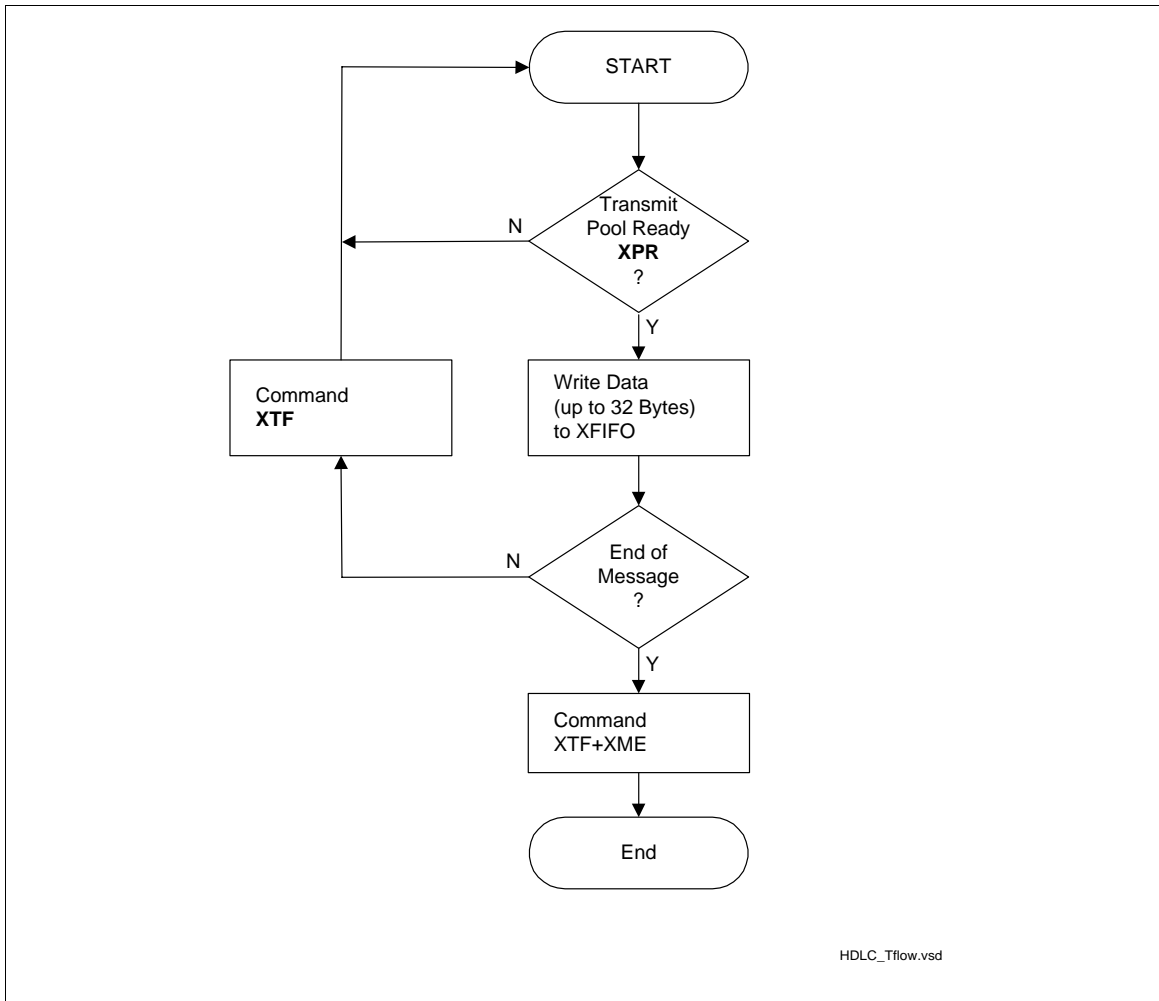 START
Transmit
Pool Ready
XPR
?
N
Y
Command
XTF
Write Data
(up to 32 Bytes)
to XFIFO
End of
Message
?
N
Y
Command
XTF+XME
End
HDLC_Tflow.vsd